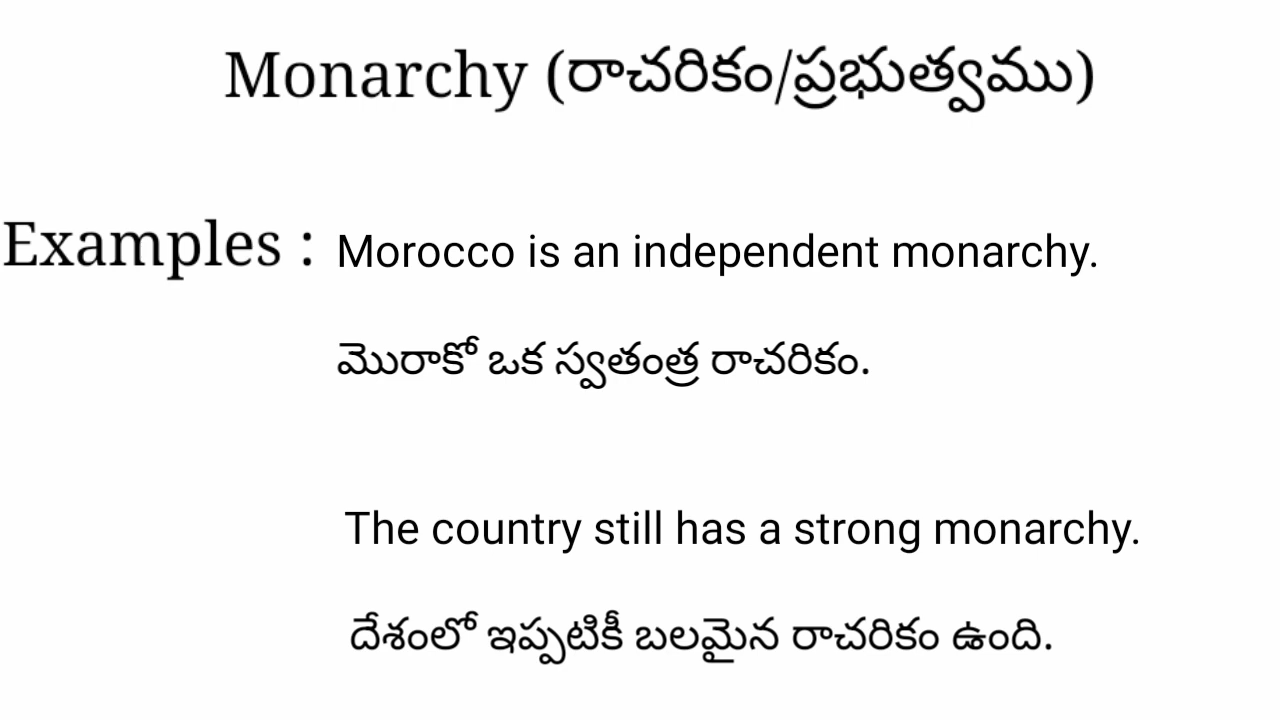 Monarchy (రాచరికం/ప్రభుత్వము)
Examples : Morocco is an independent monarchy.
మొరాకో ఒక స్వతంత్ర రాచరికం.
The country still has a strong monarchy.
దేశంలో ఇప్పటికీ బలమైన రాచరికం ఉంది.